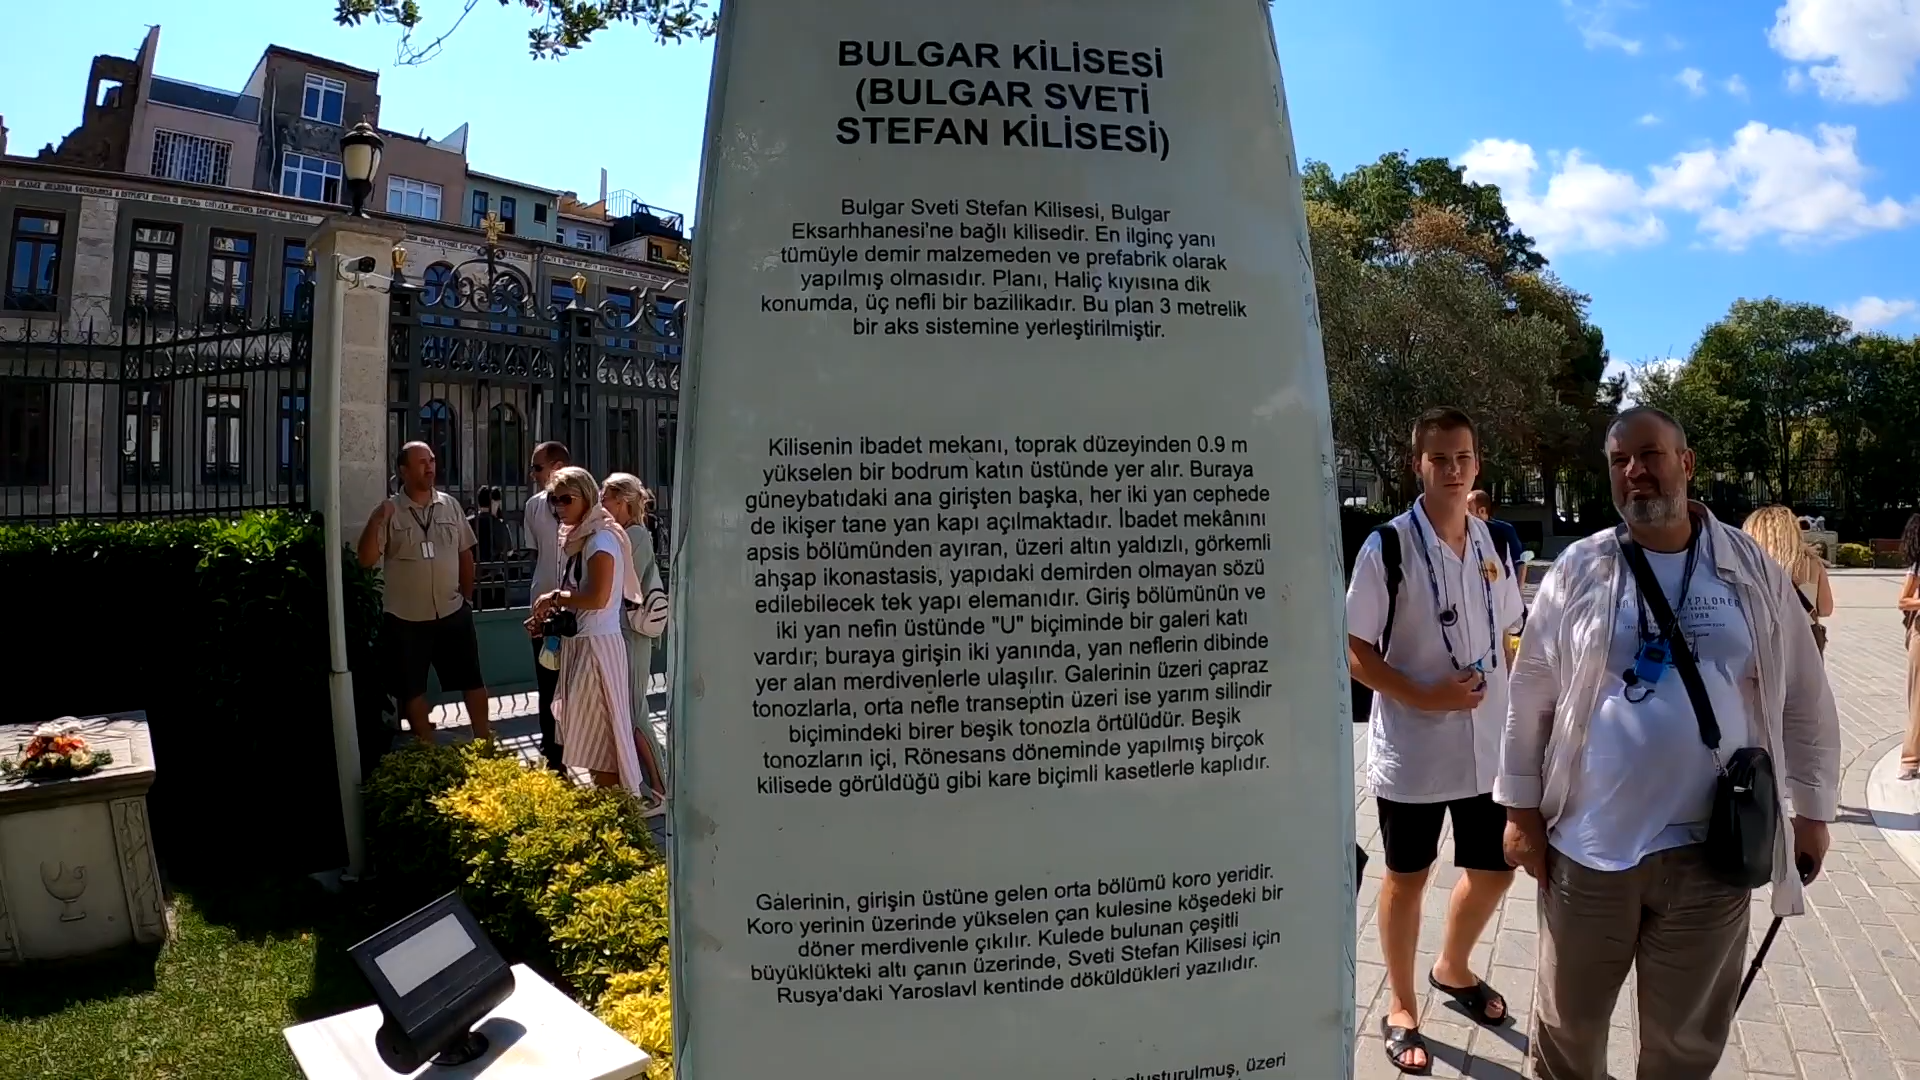 BULGAR KİLİSESİ
(BULGAR SVETİ
STEFAN KİLİSESİ)
Bulgar Sveti Stefan Kilisesi, Bulgar
Eksarhhanesi'ne bağlı kilisedir. En ilginç yanı
tümüyle demir malzemeden ve prefabrik olarak
yapılmış olmasıdır. Planı, Haliç kıyısına dik
konumda, üç nefli bir bazilikadır. Bu plan 3 metrelik
bir aks sistemine yerleştirilmiştir.
Kilisenin ibadet mekanı, toprak düzeyinden 0.9 m
yükselen bir bodrum katın üstünde yer alır. Buraya
güneybatıdaki ana girişten başka, her iki yan cephede
de ikişer tane yan kapı açılmaktadır. İbadet mekânını
apsis bölümünden ayıran, üzeri altın yaldızlı, görkemli
ahşap ikonastasis, yapıdaki demirden olmayan sözü
edilebilecek tek yapı elemanıdır. Giriş bölümünün ve
iki yan nefin üstünde "U" biçiminde bir galeri katı
vardır; buraya girişin iki yanında, yan neflerin dibinde
yer alan merdivenlerle ulaşılır. Galerinin üzeri çapraz
tonozlarla, orta nefle transeptin üzeri ise yarım silindir
biçimindeki birer beşik tonozla örtülüdür. Beşik
tonozların içi, Rönesans döneminde yapılmış birçok
kilisede görüldüğü gibi kare biçimli kasetlerle kaplıdır.
Galerinin, girişin üstüne gelen orta bölümü koro yeridir.
Koro yerinin üzerinde yükselen çan kulesine köşedeki bir
döner merdivenle çıkılır. Kulede bulunan çeşitli
büyüklükteki altı çanın üzerinde, Sveti Stefan Kilisesi için
Rusya'daki Yaroslavl kentinde döküldükleri yazılıdır.
oluşturulmuş, üzeri